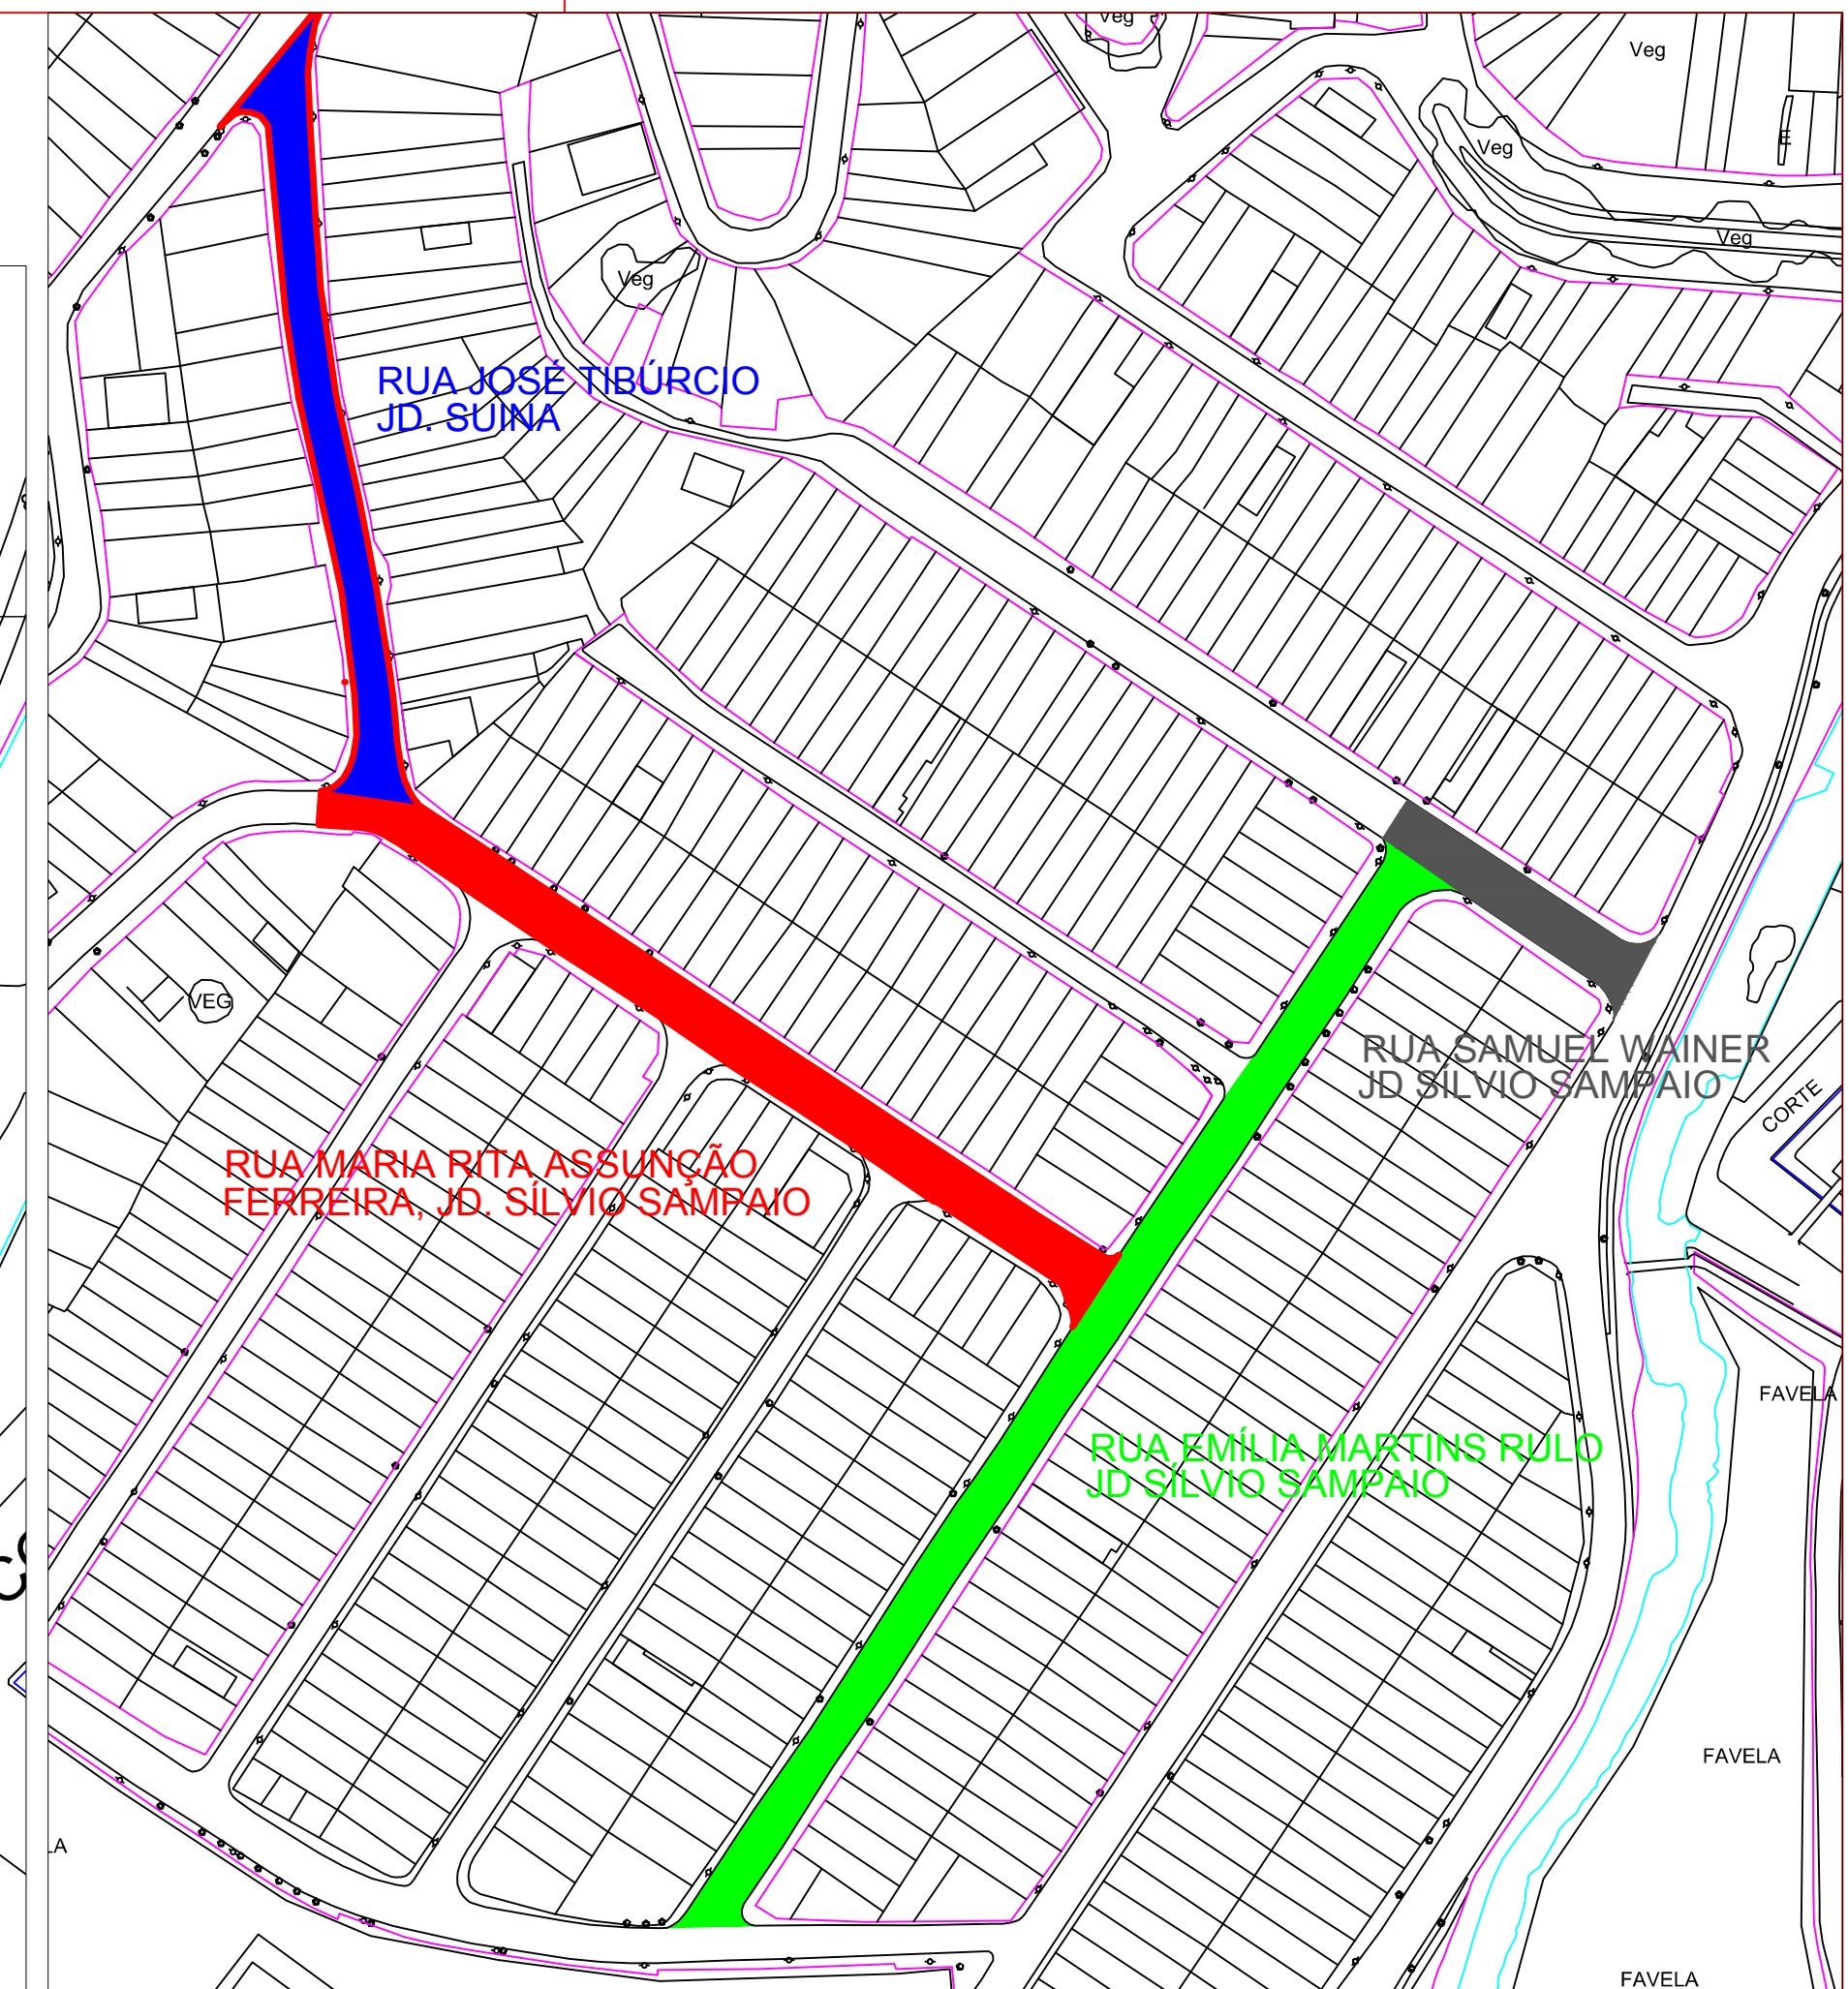 Veg
Veg
Veg
E
Veg
Veg
RUA JOSÉ TIBÚRCIO
JD. SUINA
VEG
RUA SAMUEL WAINER
JD SÍLVIO SAMPAIO
CORTE
RUA MARIA RITA ASSUNÇÃO
FERREIRA, JD. SÍLVIO SAMPAIO
FAVELA
RUA EMÍLIA MARTINS RULO
JD SÍLVIO SAMPAIO
FAVELA
LA
FAVELA